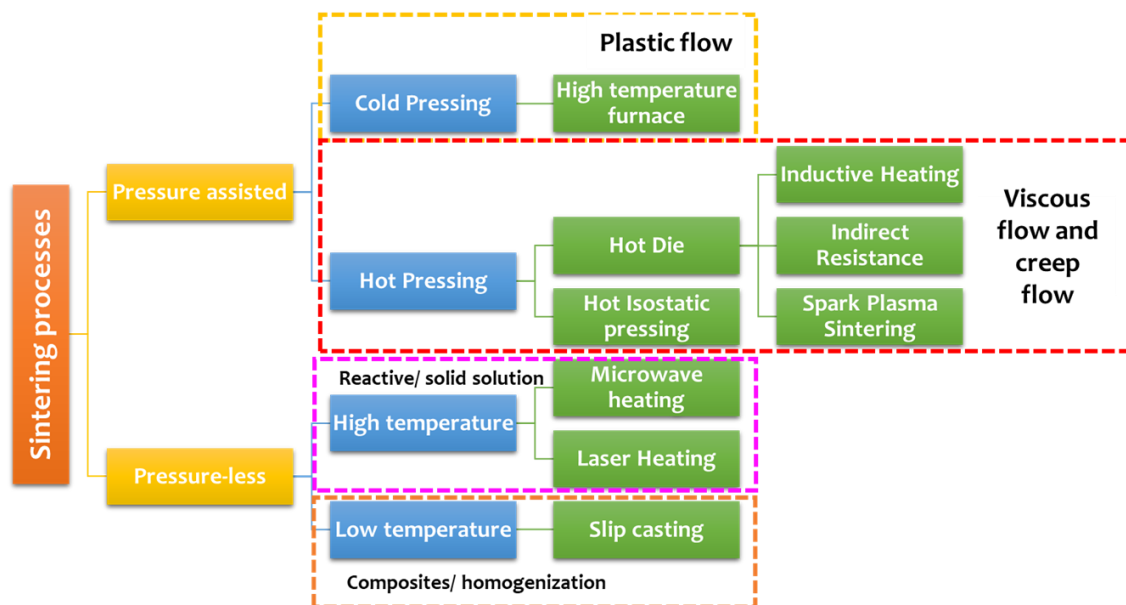 Plastic flow
Cold Pressing
High temperature
furnace
Pressure assisted
Inductive Heating
Viscous
flow and
creep
flow
Hot Die
Indirect
Resistance
Hot Pressing
Hot Isostatic
pressing
Spark Plasma
Sintering
Sintering processes
Reactive/ solid solution
Microwave
heating
High temperature
Laser Heating
Pressure-less
Low temperature
Slip casting
Composites/ homogenization